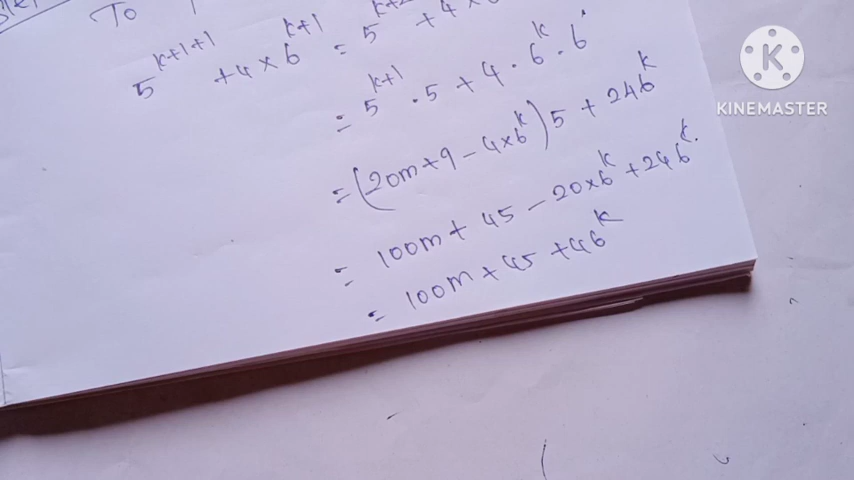 To
5^{k+1+1} + 4 × 6^{k+1} = 5^{k+2} + 4 ×
= 5^{k+1} · 5 + 4 · 6^k · 6
= (20m + 9 - 4×6^k) 5 + 24 6^k
= 100m + 45 - 20×6^k + 24 6^k.
= 100m + 45 + 4 6^k
KINEMASTER